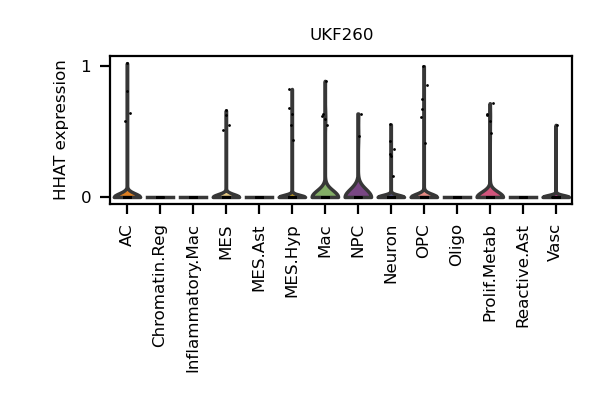 UKF260
HHAT expression
1
0
AC
Chromatin.Reg
Inflammatory.Mac
MES
MES.Ast
MES.Hyp
Mac
NPC
Neuron
OPC
Oligo
Prolif.Metab
Reactive.Ast
Vasc